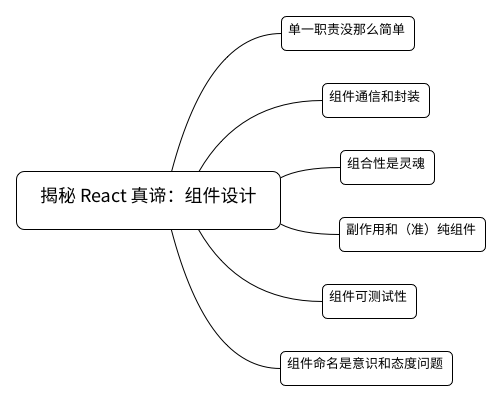 单一职责没那么简单
组件通信和封装
组合性是灵魂
揭秘 React 真谛：组件设计
副作用和（准）纯组件
组件可测试性
组件命名是意识和态度问题